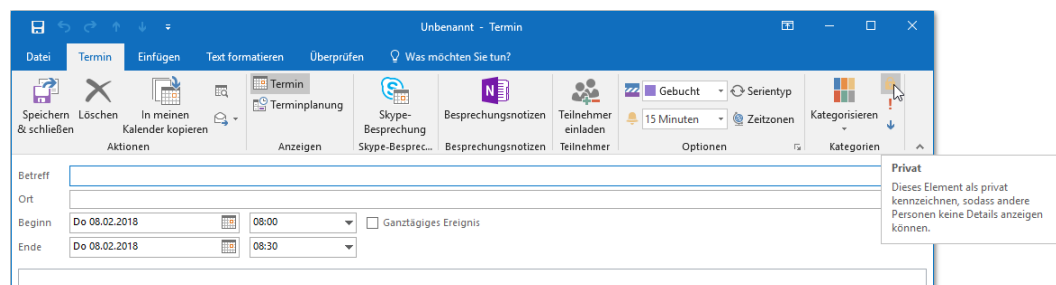 Unbenannt - Termin
Datei Termin Einfügen Text formatieren Überprüfen Was möchten Sie tun?
Speichern & schließen
Löschen
In meinen Kalender kopieren
Aktionen
Termin
Terminplanung
Anzeigen
Skype-Besprechung
Skype-Besprec...
Besprechungsnotizen
Besprechungsnotizen
Teilnehmer einladen
Teilnehmer
Gebucht
Serientyp
15 Minuten
Zeitzonen
Optionen
Kategorisieren
Kategorien
Privat
Dieses Element als privat
kennzeichnen, sodass andere
Personen keine Details anzeigen
können.
Betreff
Ort
Beginn Do 08.02.2018 08:00 Ganztägiges Ereignis
Ende Do 08.02.2018 08:30